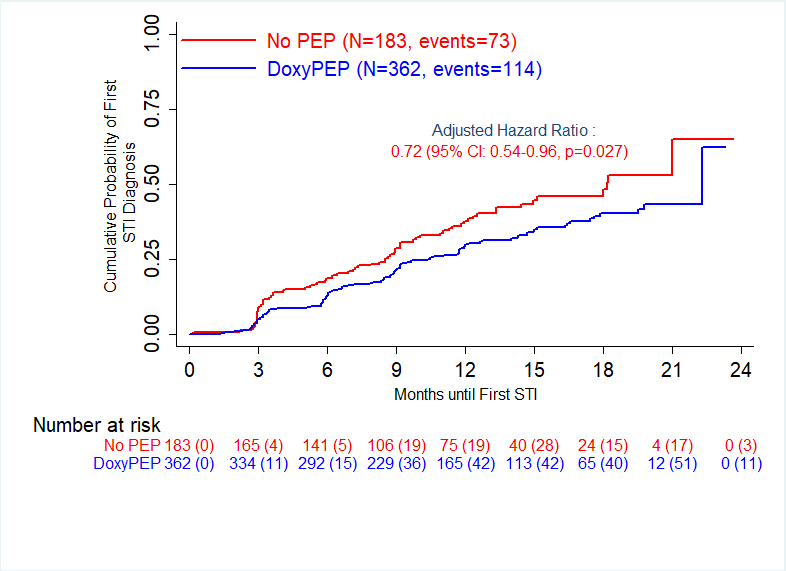 No PEP (N=183, events=73)
DoxyPEP (N=362, events=114)
Adjusted Hazard Ratio :
0.72 (95% CI: 0.54-0.96, p=0.027)
Cumulative Probability of First
STI Diagnosis
1.00
0.75
0.50
0.25
0.00
0 3 6 9 12 15 18 21 24
Months until First STI
Number at risk
No PEP 183 (0) 165 (4) 141 (5) 106 (19) 75 (19) 40 (28) 24 (15) 4 (17) 0 (3)
DoxyPEP 362 (0) 334 (11) 292 (15) 229 (36) 165 (42) 113 (42) 65 (40) 12 (51) 0 (11)